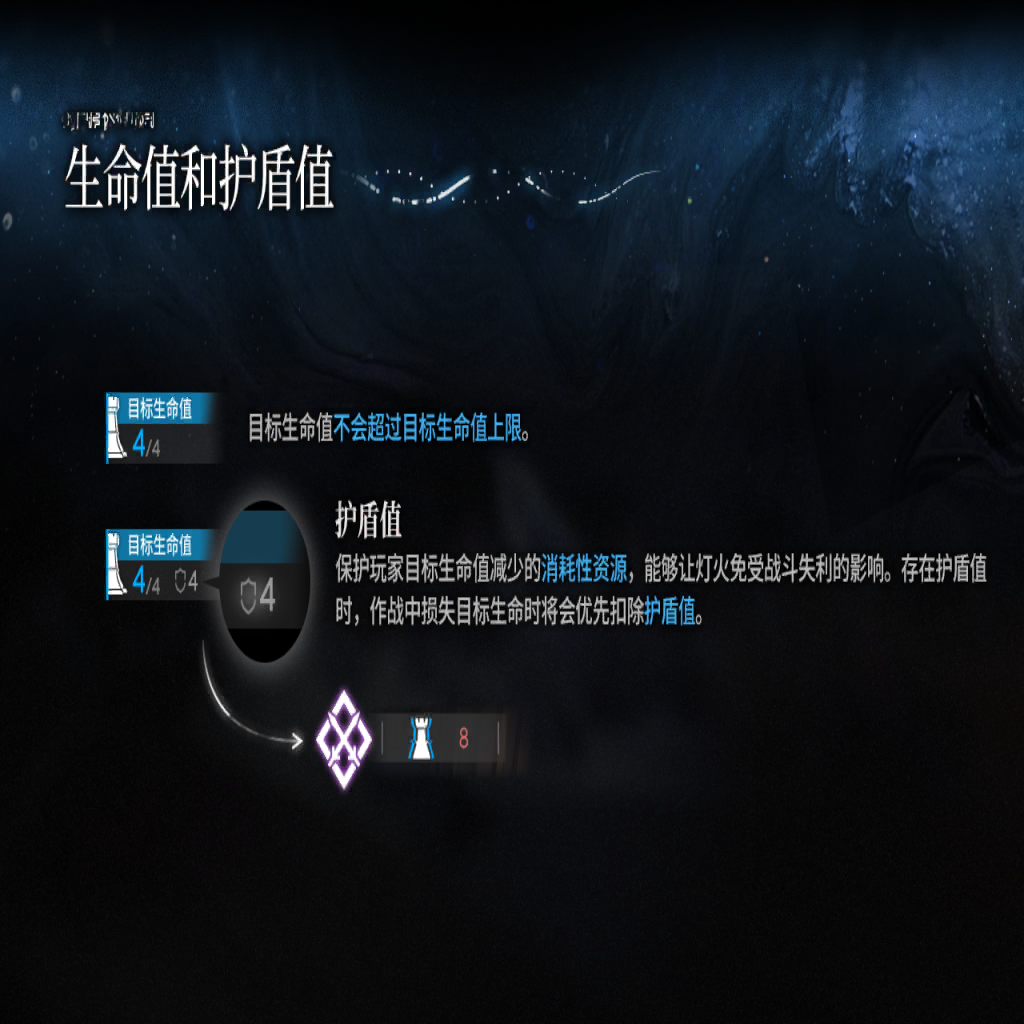 生命值和护盾值
目标生命值
4/4
目标生命值不会超过目标生命值上限。
目标生命值
4/4 4
4
护盾值
保护玩家目标生命值减少的消耗性资源，能够让灯火免受战斗失利的影响。存在护盾值
时，作战中损失目标生命时将会优先扣除护盾值。
8